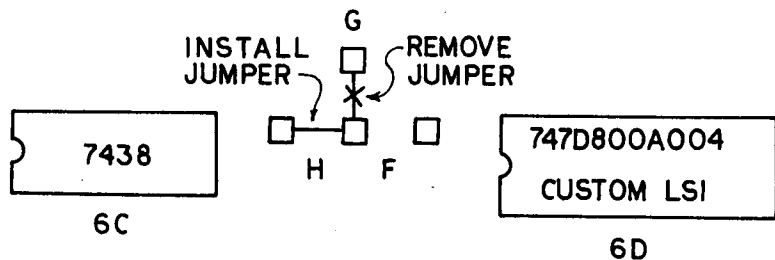 G
INSTALL
JUMPER
REMOVE
JUMPER
7438
H
F
6C
747D800A004
CUSTOM LSI
6D